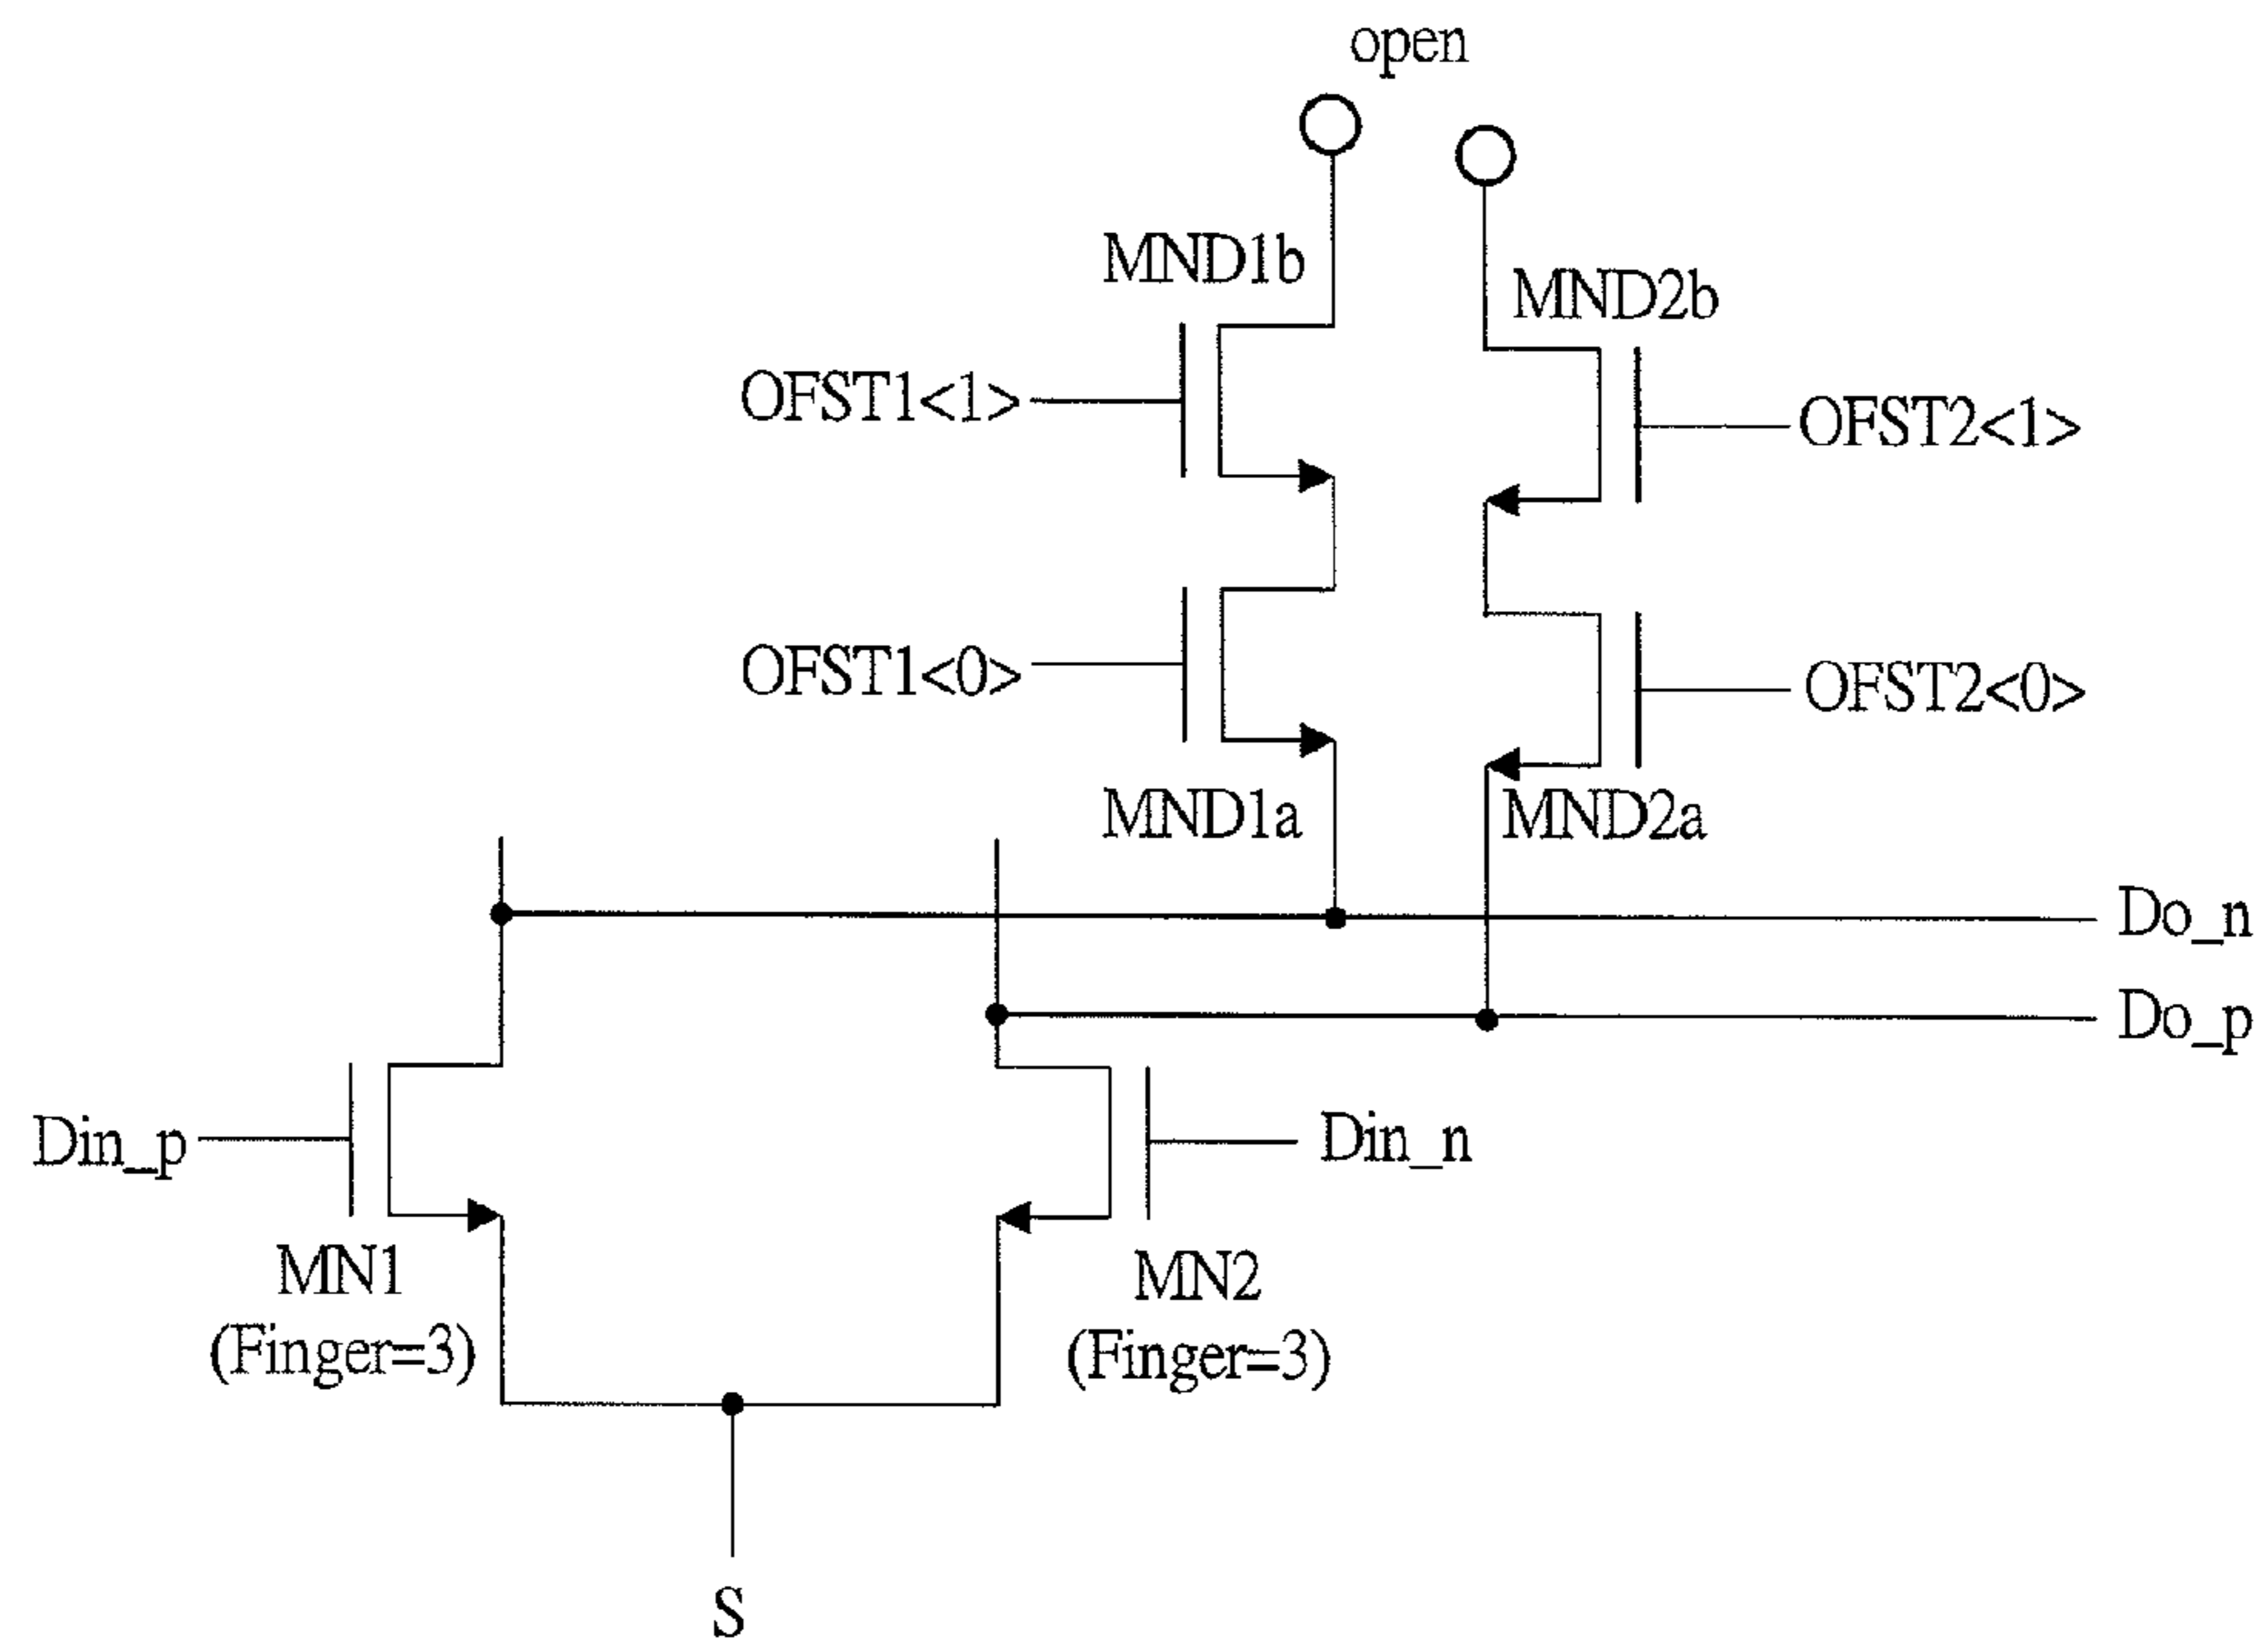 open
MND1b
MND2b
OFST1<1>
OFST2<1>
OFST1<0>
OFST2<0>
MND1a
MND2a
Do_n
Do_p
Din_p
Din_n
MN1
(Finger=3)
MN2
(Finger=3)
S